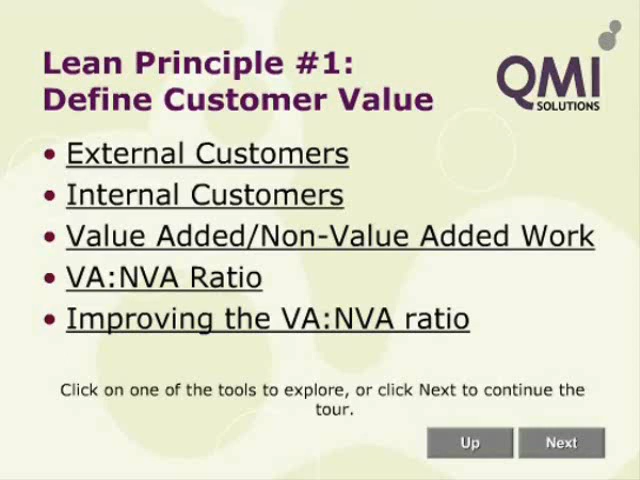 Lean Principle #1:
Define Customer Value
QMI
SOLUTIONS
• External Customers
• Internal Customers
• Value Added/Non-Value Added Work
• VA:NVA Ratio
• Improving the VA:NVA ratio
Click on one of the tools to explore, or click Next to continue the
tour.
Up
Next